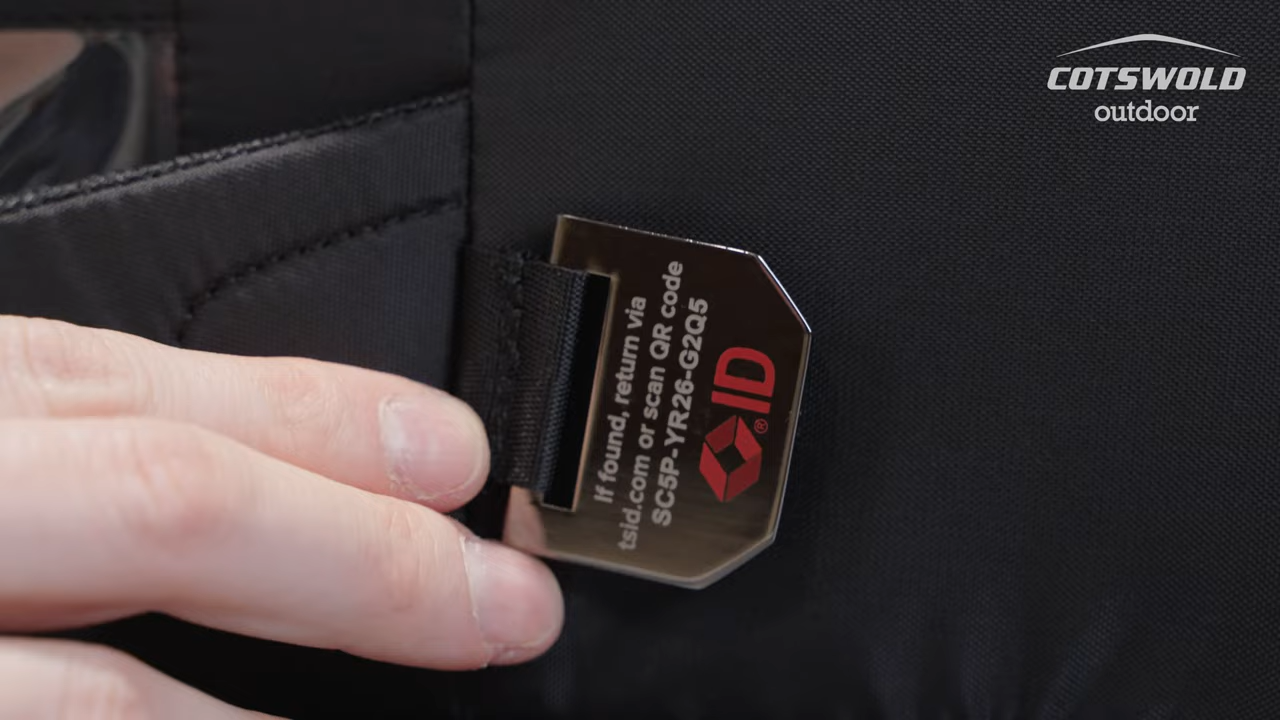 COTSWOLD
outdoor
If found, return via
tsid.com or scan QR code
SC5P-YR26-G2Q5
ID®